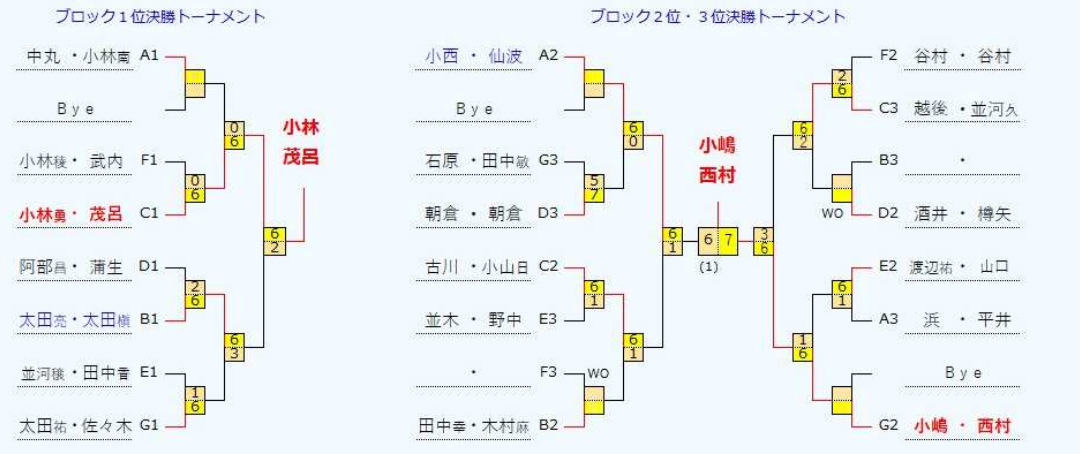 ブロック１位決勝トーナメント
中丸 ・小林南 A1
Ｂｙｅ
0
6
小林稜・ 武内 F1
0
6
小林勇・ 茂呂 C1
小林
茂呂
6
2
阿部昌・ 蒲生 D1
2
6
太田亮・太田槇 B1
6
3
並河稜・田中 E1
1
6
太田祐・佐々木 G1
ブロック２位・３位決勝トーナメント
小西 ・ 仙波 A2
Ｂｙｅ
6
0
石原 ・田中敏 G3
5
7
朝倉 ・ 朝倉 D3
6
1
古川 ・小山日 C2
6
1
並木 ・ 野中 E3
6
1
・ F3 WO
田中幸・木村麻 B2
小嶋
西村
6 7
(1)
F2 谷村 ・ 谷村
2
6
C3 越後 ・並河久
6
2
B3 ・
WO D2 酒井 ・ 樽矢
3
6
E2 渡辺祐・ 山口
6
1
A3 浜 ・ 平井
1
6
Ｂｙｅ
G2 小嶋 ・ 西村